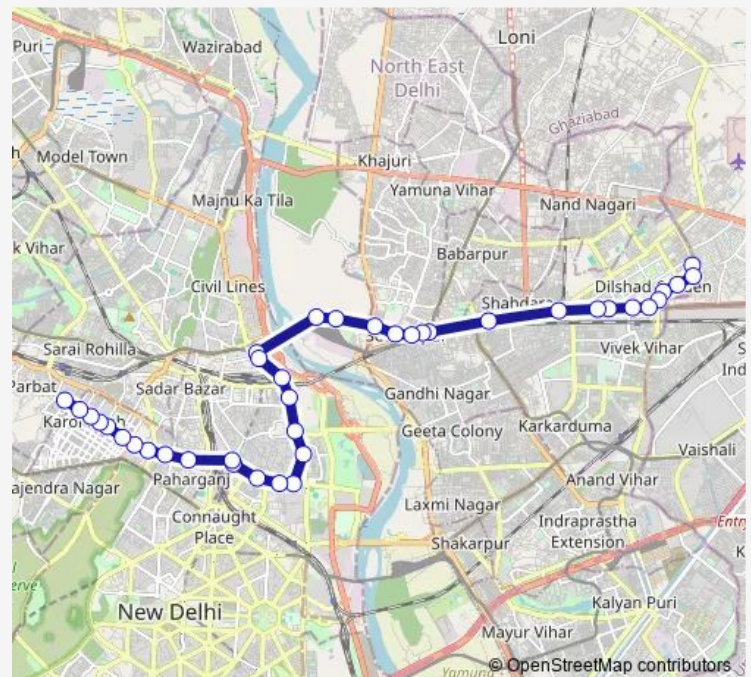 Loni
Puri
Wazirabad
North East
Delhi
Ghaziabad
Model Town
Khajuri
Majnu Ka Tila
Yamuna Vihar
Nand Nagari
k Vihar
Babarpur
Civil Lines
Dilshad
Shahdara
Sarai Rohilla
Vivek Vihar
Parbat
Sadar Bazar
Gandhi Nagar
Karol
Geeta Colony
Karkarduma
Vaishali
ajendra Nagar
Paharganj
Anand Vihar
Laxmi Nagar
Connaught
Place
Indraprastha
Extension
Shakarpur
New Delhi
Kalyan Puri
Mayur Vihar
Yamuna
© OpenStreetMap contributors